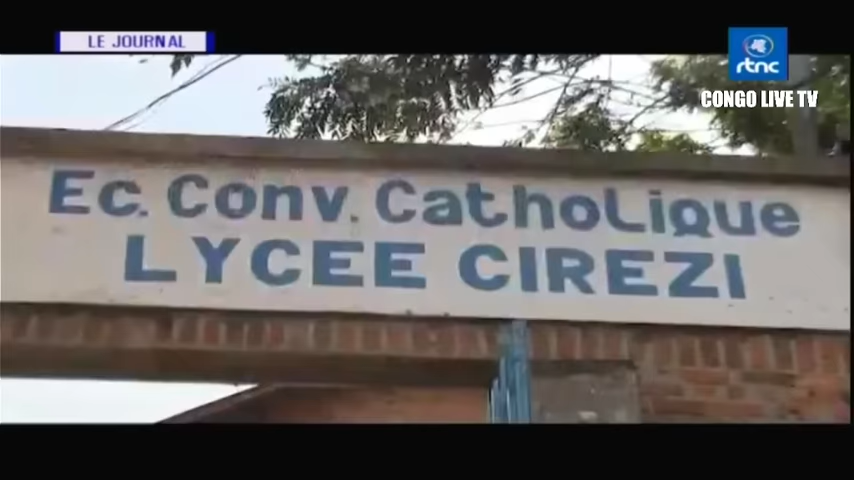 LE JOURNAL
rtnc
CONGO LIVE TV
Ec. Conv. Catholique
LYCEE CIREZI